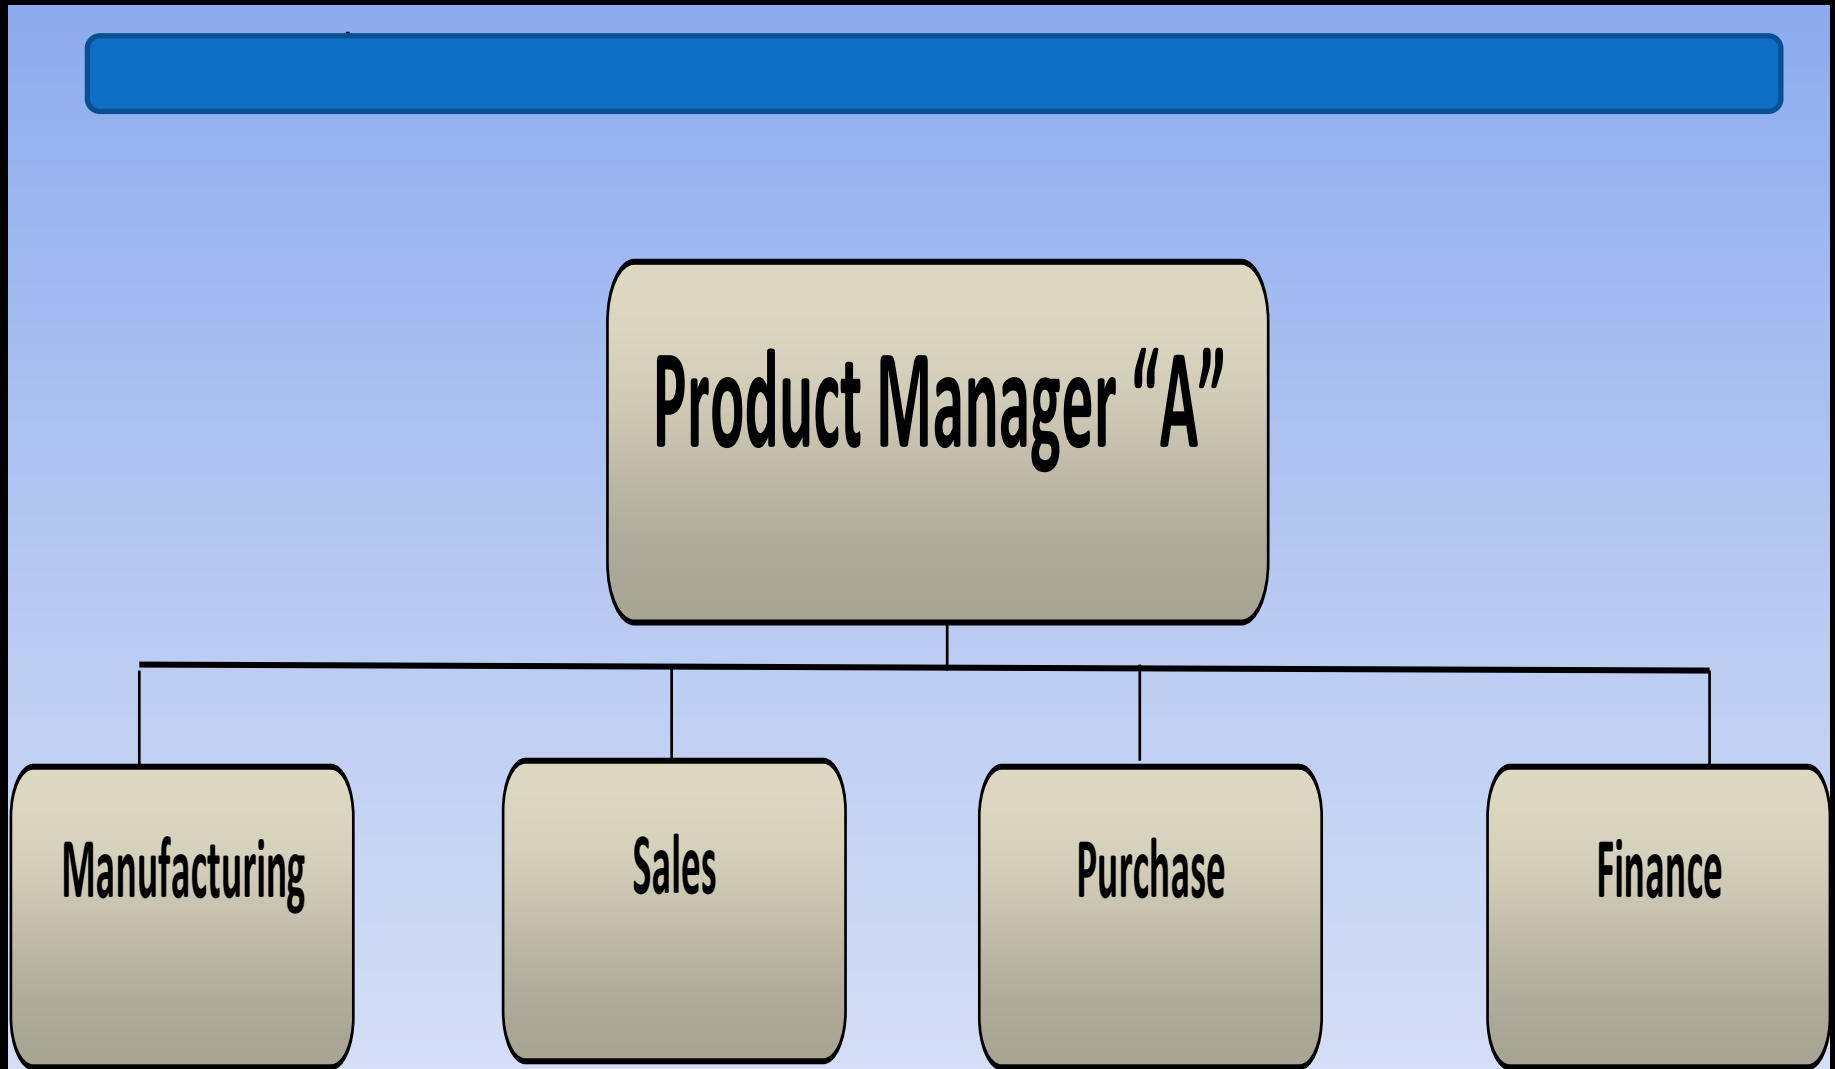 Product Manager “A”
Manufacturing
Sales
Purchase
Finance